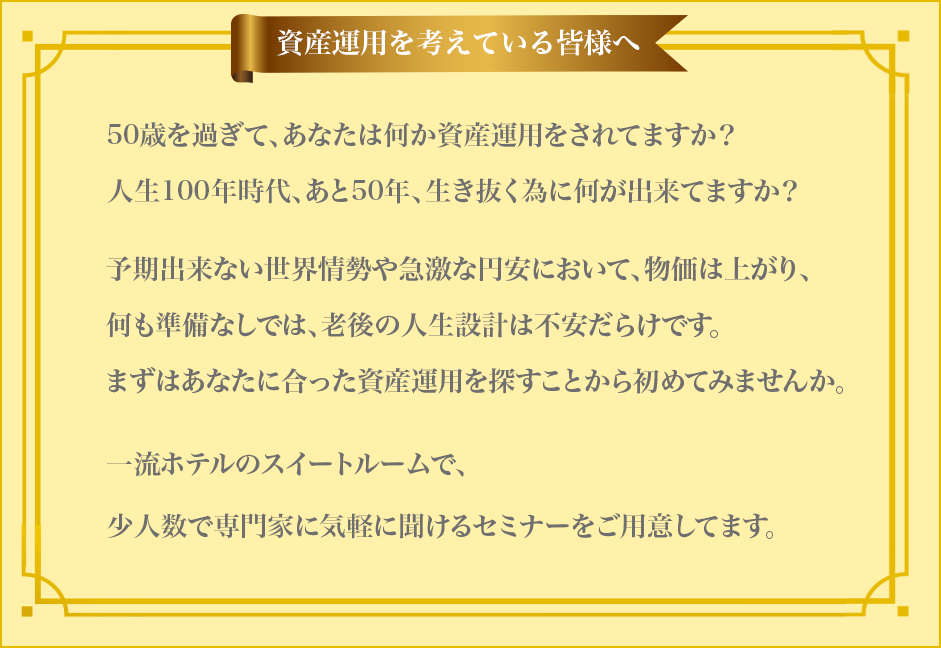 資産運用を考えている皆様へ
50歳を過ぎて、あなたは何か資産運用をされてますか？
人生100年時代、あと50年、生き抜く為に何が出来てますか？
予期出来ない世界情勢や急激な円安において、物価は上がり、
何も準備なしでは、老後の人生設計は不安だらけです。
まずはあなたに合った資産運用を探すことから初めてみませんか。
一流ホテルのスイートルームで、
少人数で専門家に気軽に聞けるセミナーをご用意してます。